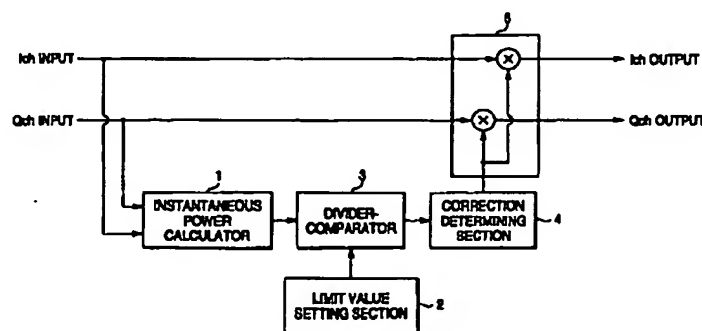 5
Ich INPUT
Ich OUTPUT
Qch INPUT
Qch OUTPUT
1
INSTANTANEOUS
POWER
CALCULATOR
3
DIVIDER-
COMPARATOR
CORRECTION
DETERMINING
SECTION
4
LIMIT VALUE
SETTING SECTION
2